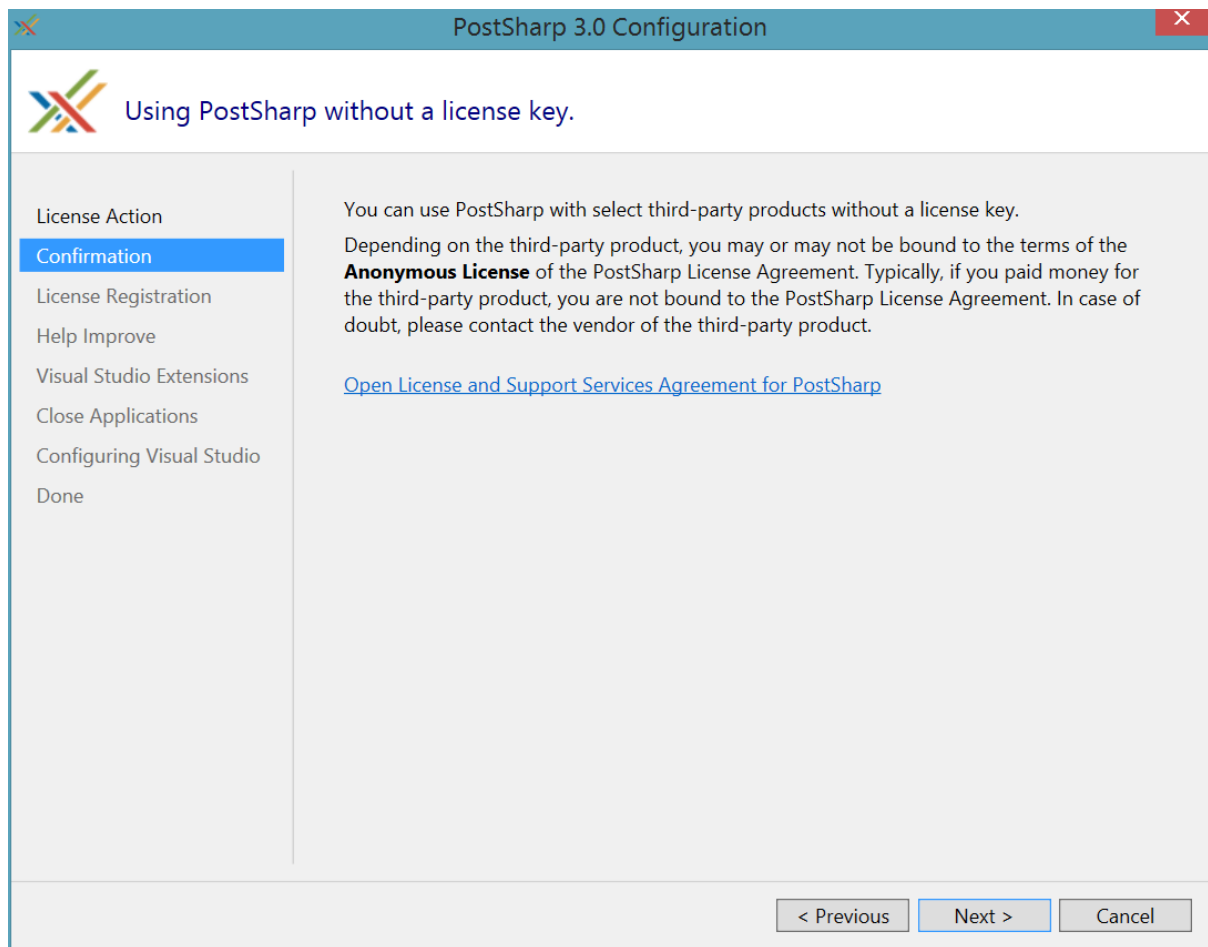 PostSharp 3.0 Configuration
Using PostSharp without a license key.
License Action
Confirmation
License Registration
Help Improve
Visual Studio Extensions
Close Applications
Configuring Visual Studio
Done
You can use PostSharp with select third-party products without a license key.
Depending on the third-party product, you may or may not be bound to the terms of the
Anonymous License of the PostSharp License Agreement. Typically, if you paid money for
the third-party product, you are not bound to the PostSharp License Agreement. In case of
doubt, please contact the vendor of the third-party product.
Open License and Support Services Agreement for PostSharp
< Previous
Next >
Cancel